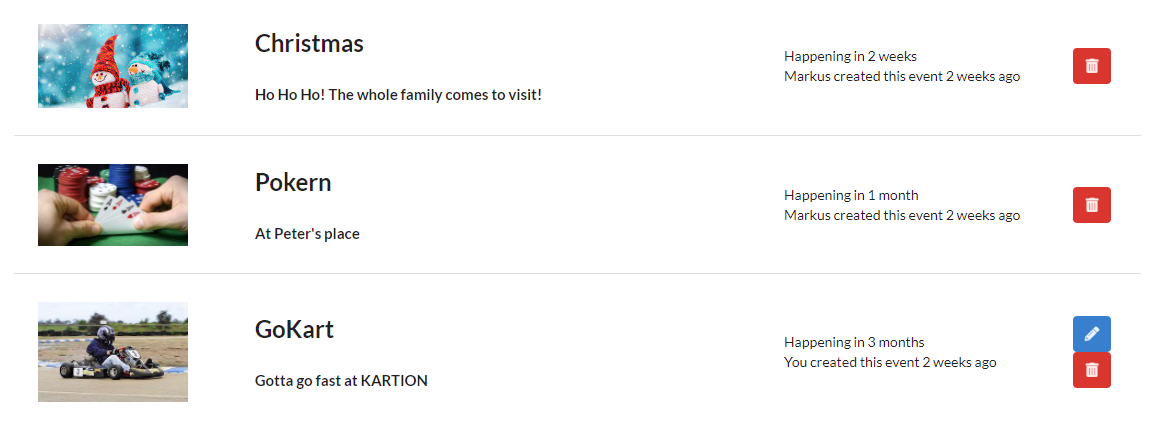 Christmas
Ho Ho Ho! The whole family comes to visit!
Happening in 2 weeks
Markus created this event 2 weeks ago
Pokern
At Peter's place
Happening in 1 month
Markus created this event 2 weeks ago
GoKart
Gotta go fast at KARTION
Happening in 3 months
You created this event 2 weeks ago